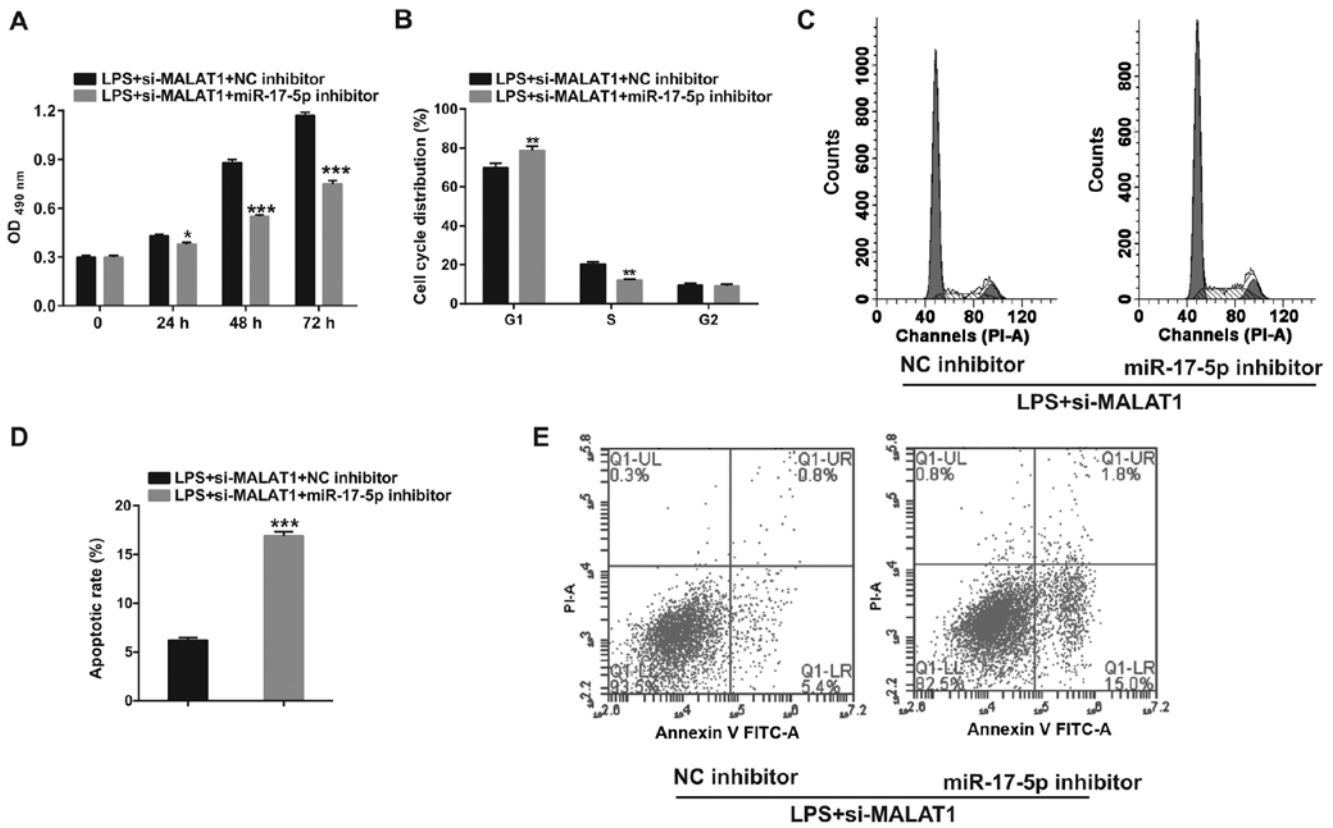 A
LPS+si-MALAT1+NC inhibitor
LPS+si-MALAT1+miR-17-5p inhibitor
OD 490 nm
1.2
0.9
0.6
0.3
0.0
*
***
***
0
24 h
48 h
72 h
B
LPS+si-MALAT1+NC inhibitor
LPS+si-MALAT1+miR-17-5p inhibitor
Cell cycle distribution (%)
100
80
60
40
20
0
**
**
G1
S
G2
C
Counts
1000
800
600
400
200
0
0
40
80
120
Channels (PI-A)
NC inhibitor
Counts
800
600
400
200
0
0
40
80
120
Channels (PI-A)
miR-17-5p inhibitor
LPS+si-MALAT1
D
LPS+si-MALAT1+NC inhibitor
LPS+si-MALAT1+miR-17-5p inhibitor
Apoptotic rate (%)
20
15
10
5
0
***
E
Q1-UL
0.3%
Q1-UR
0.8%
Q1-LL
93.5%
Q1-LR
5.4%
PI-A
Annexin V FITC-A
NC inhibitor
Q1-UL
0.8%
Q1-UR
1.8%
Q1-LL
82.5%
Q1-LR
15.0%
PI-A
Annexin V FITC-A
miR-17-5p inhibitor
LPS+si-MALAT1